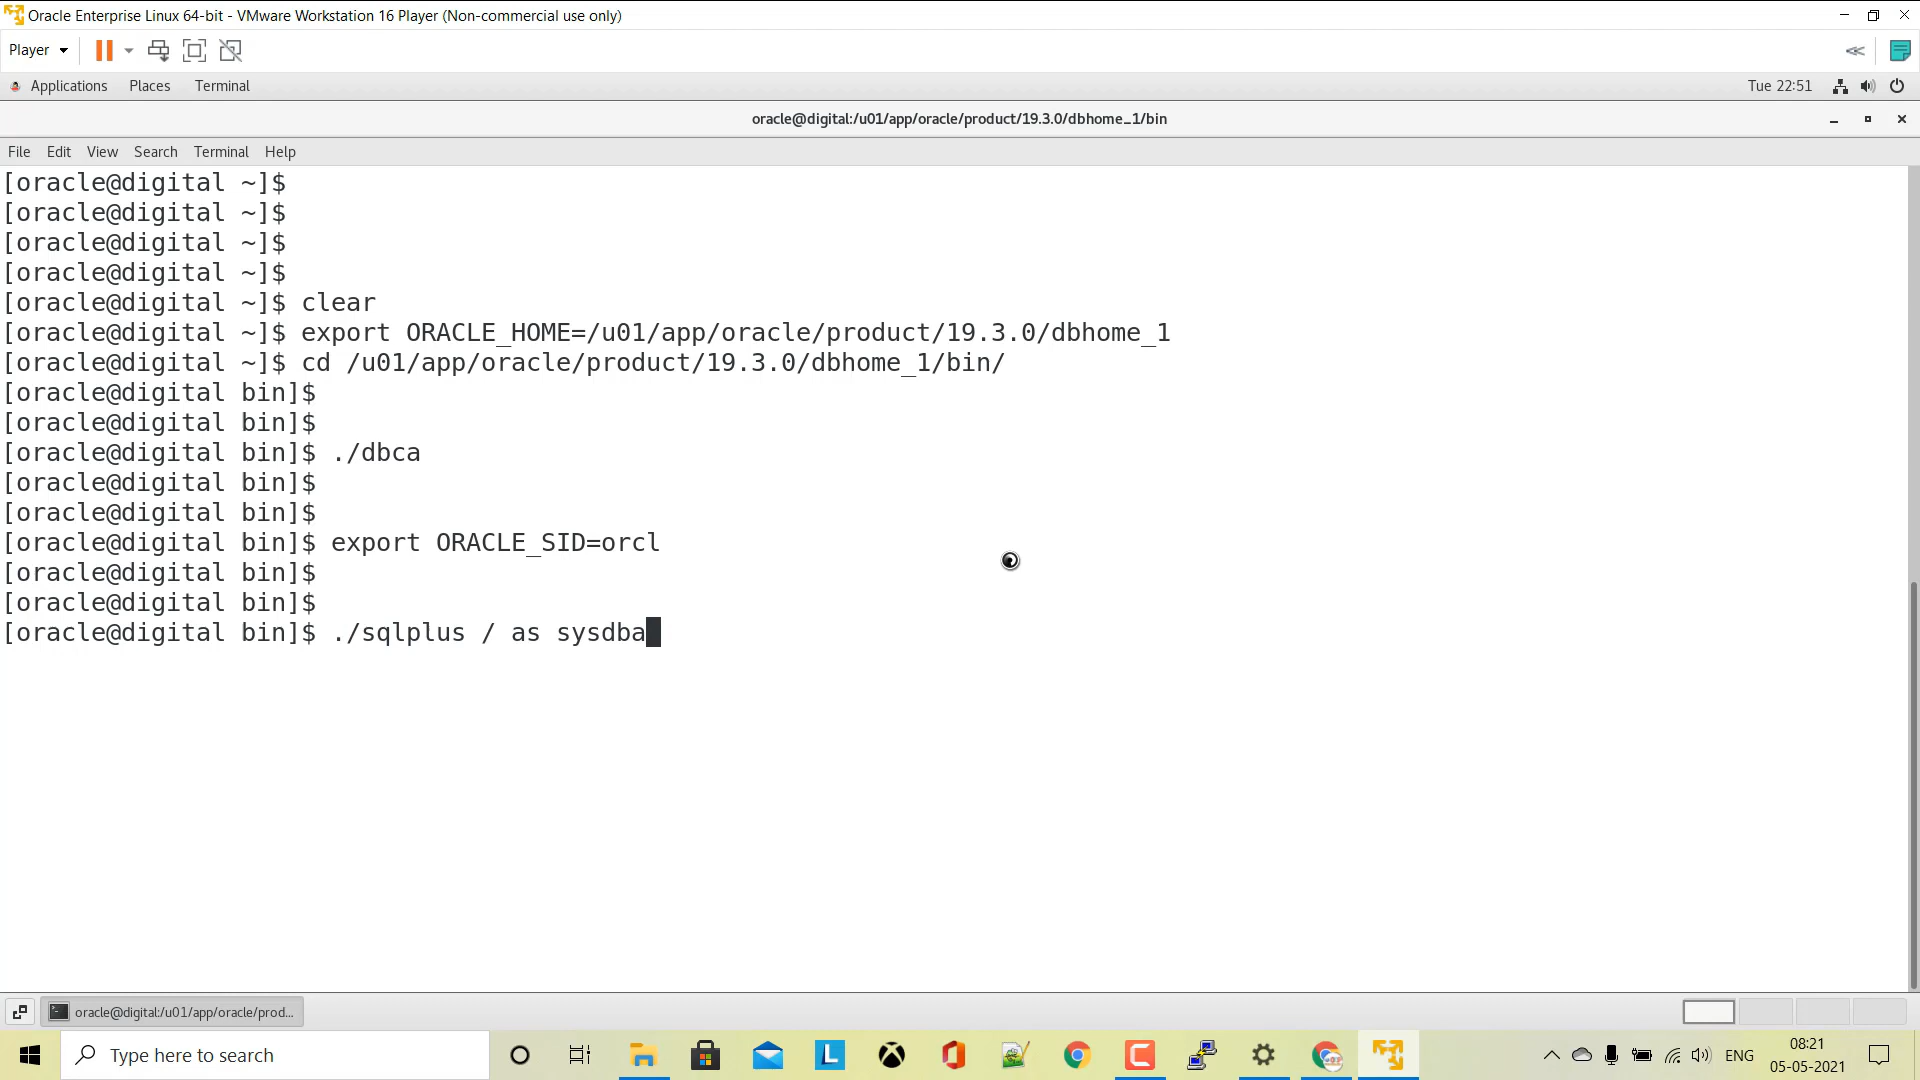 Oracle Enterprise Linux 64-bit - VMware Workstation 16 Player (Non-commercial use only)
Player
Applications Places Terminal Tue 22:51
oracle@digital:/u01/app/oracle/product/19.3.0/dbhome_1/bin
File Edit View Search Terminal Help
[oracle@digital ~]$
[oracle@digital ~]$
[oracle@digital ~]$
[oracle@digital ~]$
[oracle@digital ~]$ clear
[oracle@digital ~]$ export ORACLE_HOME=/u01/app/oracle/product/19.3.0/dbhome_1
[oracle@digital ~]$ cd /u01/app/oracle/product/19.3.0/dbhome_1/bin/
[oracle@digital bin]$
[oracle@digital bin]$
[oracle@digital bin]$ ./dbca
[oracle@digital bin]$
[oracle@digital bin]$
[oracle@digital bin]$ export ORACLE_SID=orcl
[oracle@digital bin]$
[oracle@digital bin]$
[oracle@digital bin]$ ./sqlplus / as sysdba
oracle@digital:/u01/app/oracle/prod...
Type here to search
L
ENG
08:21
05-05-2021